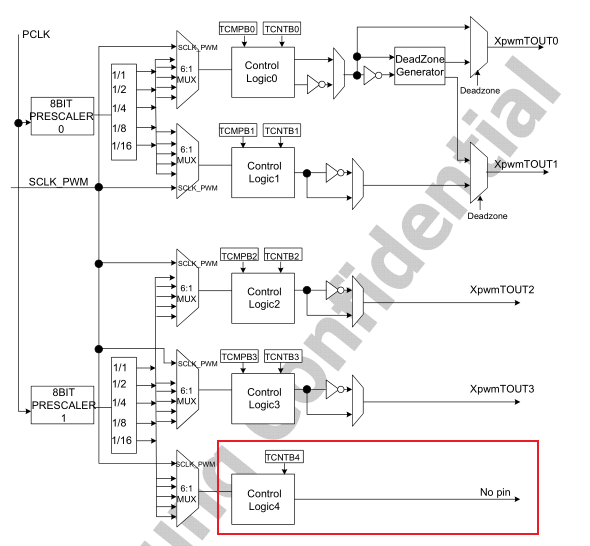 PCLK
TCMPB0 TCNTB0
XpwmTOUT0
SCLK_PWM
6:1
MUX
Control
Logic0
DeadZone
Generator
Deadzone
1/1
1/2
1/4
1/8
1/16
8BIT
PRESCALER
0
TCMPB1 TCNTB1
6:1
MUX
Control
Logic1
XpwmTOUT1
SCLK_PWM
SCLK_PWM
Deadzone
TCMPB2 TCNTB2
SCLK_PWM
6:1
MUX
Control
Logic2
XpwmTOUT2
TCMPB3 TCNTB3
SCLK_PWM
6:1
MUX
Control
Logic3
XpwmTOUT3
1/1
1/2
1/4
1/8
1/16
8BIT
PRESCALER
1
TCNTB4
SCLK_PWM
6:1
MUX
Control
Logic4
No pin
ung Confidential